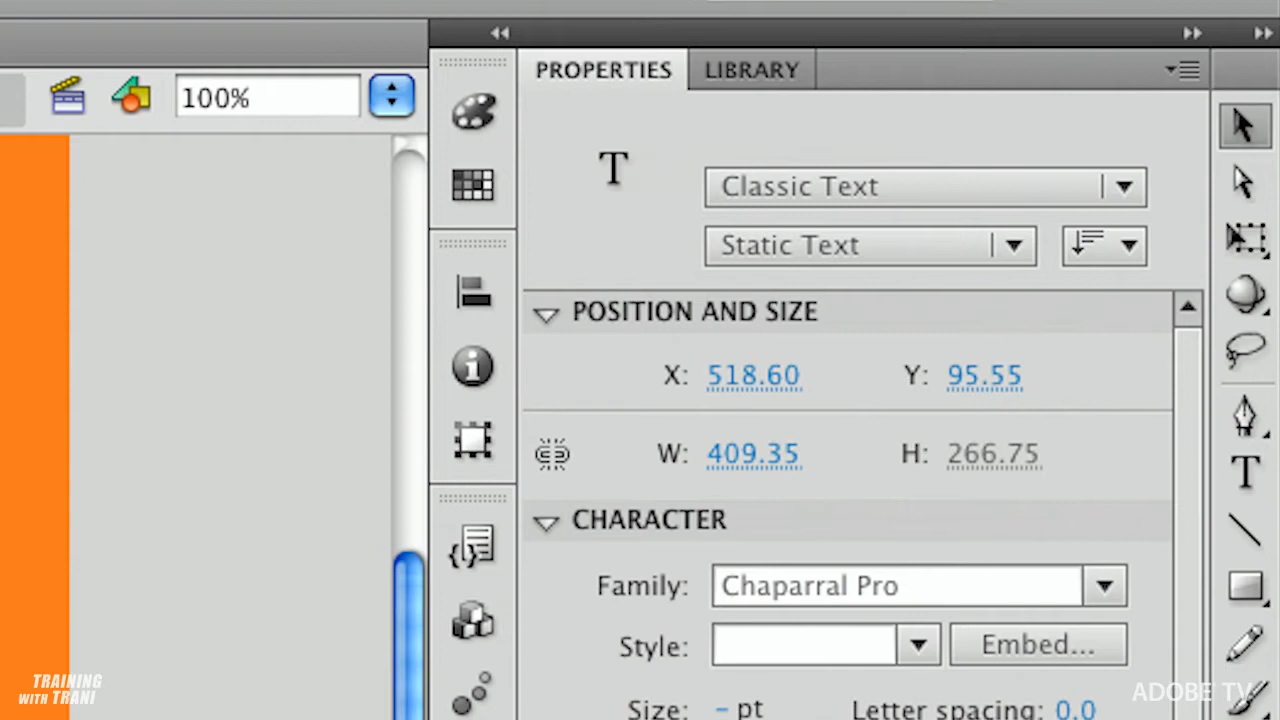 100%
PROPERTIES
LIBRARY
T
Classic Text
Static Text
POSITION AND SIZE
X: 518.60 Y: 95.55
W: 409.35 H: 266.75
CHARACTER
Family: Chaparral Pro
Style: Embed...
Size: – pt Letter spacing: 0.0
TRAINING
WITH TRANI
ADOBE TV